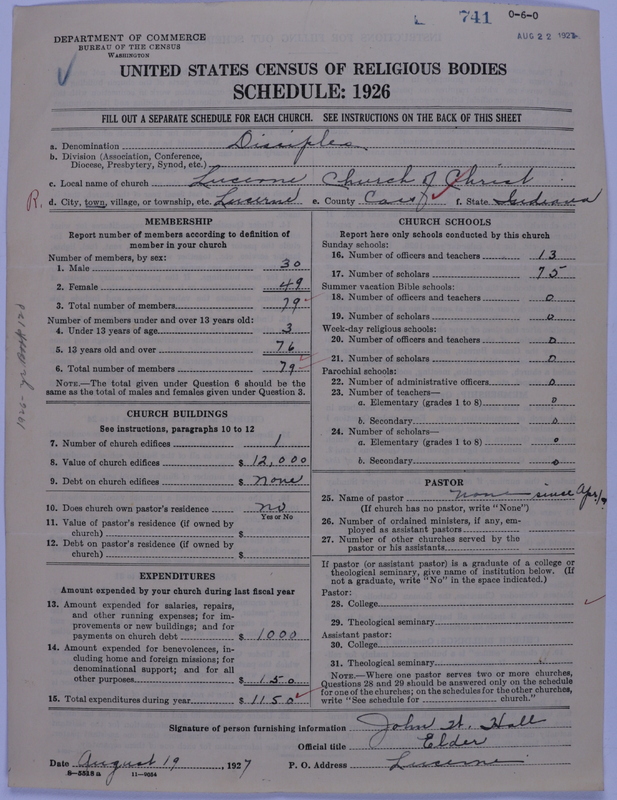 741 0-6-0
AUG 22 1927
DEPARTMENT OF COMMERCE
BUREAU OF THE CENSUS
WASHINGTON
UNITED STATES CENSUS OF RELIGIOUS BODIES
SCHEDULE: 1926
FILL OUT A SEPARATE SCHEDULE FOR EACH CHURCH. SEE INSTRUCTIONS ON THE BACK OF THIS SHEET
a. Denomination Disciples
b. Division (Association, Conference,
Diocese, Presbytery, Synod, etc.)
c. Local name of church Lucerne Church of Christ
R. d. City, town, village, or township, etc. Lucerne e. County Cass f. State Indiana
MEMBERSHIP
Report number of members according to definition of
member in your church
Number of members, by sex:
1. Male 30
2. Female 49
3. Total number of members 79
Number of members under and over 13 years old:
4. Under 13 years of age 3
5. 13 years old and over 76
6. Total number of members 79
NOTE.—The total given under Question 6 should be
same as the total of males and females given under Question 3.
CHURCH BUILDINGS
See instructions, paragraphs 10 to 12
7. Number of church edifices 1
8. Value of church edifices $ 12,000
9. Debt on church edifices $ none
10. Does church own pastor's residence no
Yes or No
11. Value of pastor's residence (if owned by
church) $
12. Debt on pastor's residence (if owned by
church) $
EXPENDITURES
Amount expended by your church during last fiscal year
13. Amount expended for salaries, repairs,
and other running expenses; for im-
provements or new buildings; and for
payments on church debt $ 1000
14. Amount expended for benevolences, in-
cluding home and foreign missions; for
denominational support; and for all
other purposes $ 150
15. Total expenditures during year $ 1150
CHURCH SCHOOLS
Report here only schools conducted by this church
Sunday schools:
16. Number of officers and teachers 13
17. Number of scholars 75
Summer vacation Bible schools:
18. Number of officers and teachers 0
19. Number of scholars 0
Week-day religious schools:
20. Number of officers and teachers 0
21. Number of scholars 0
Parochial schools:
22. Number of administrative officers 0
23. Number of teachers—
a. Elementary (grades 1 to 8) 0
b. Secondary 0
24. Number of scholars—
a. Elementary (grades 1 to 8) 0
b. Secondary 0
PASTOR
25. Name of pastor none since Apr/
(If church has no pastor, write "None")
26. Number of ordained ministers, if any, em-
ployed as assistant pastors
27. Number of other churches served by the
pastor or his assistants
If pastor (or assistant pastor) is a graduate of a college or
theological seminary, give name of institution below. (If
not a graduate, write "No" in the space indicated.)
Pastor:
28. College
29. Theological seminary
Assistant pastor:
30. College
31. Theological seminary
NOTE.—Where one pastor serves two or more churches,
Questions 28 and 29 should be answered only on the schedule
for one of the churches; on the schedules for the other churches,
write "See schedule for church."
Signature of person furnishing information John H. Hall
Official title Elder
Date August 19, 1927 P. O. Address Lucerne
8—5518 a 11—9054